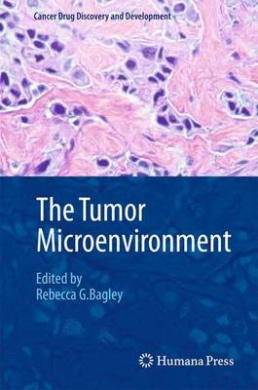 Cancer Drug Discovery and Development
The Tumor
Microenvironment
Edited by
Rebecca G.Bagley
Humana Press